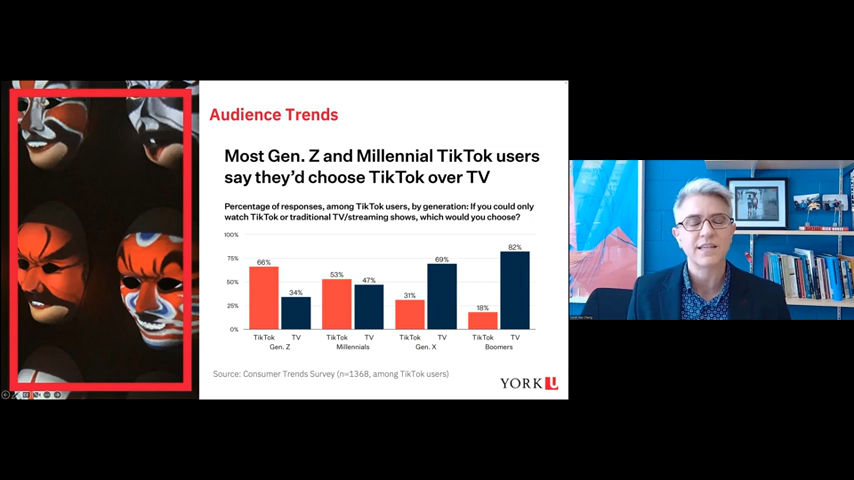 Audience Trends
Most Gen. Z and Millennial TikTok users
say they'd choose TikTok over TV
Percentage of responses, among TikTok users, by generation: If you could only
watch TikTok or traditional TV/streaming shows, which would you choose?
100%
75%
50%
25%
0%
66%
34%
53%
47%
31%
69%
18%
82%
TikTok TV TikTok TV TikTok TV TikTok TV
Gen. Z Millennials Gen. X Boomers
Source: Consumer Trends Survey (n=1368, among TikTok users)
YORK U